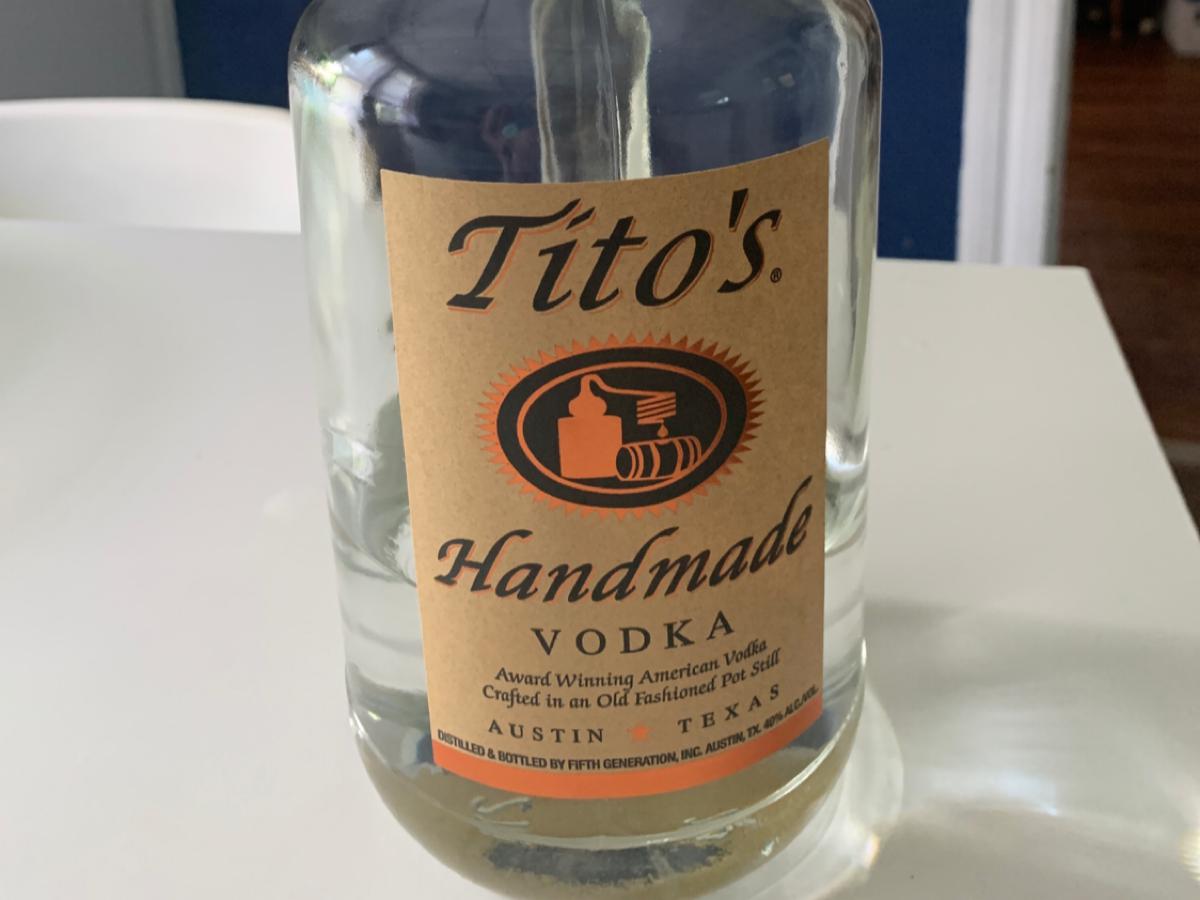 Tito's®
Handmade
VODKA
Award Winning American Vodka
Crafted in an Old Fashioned Pot Still
AUSTIN ★ TEXAS
DISTILLED & BOTTLED BY FIFTH GENERATION, INC. AUSTIN, TX. 40% ALC./VOL.